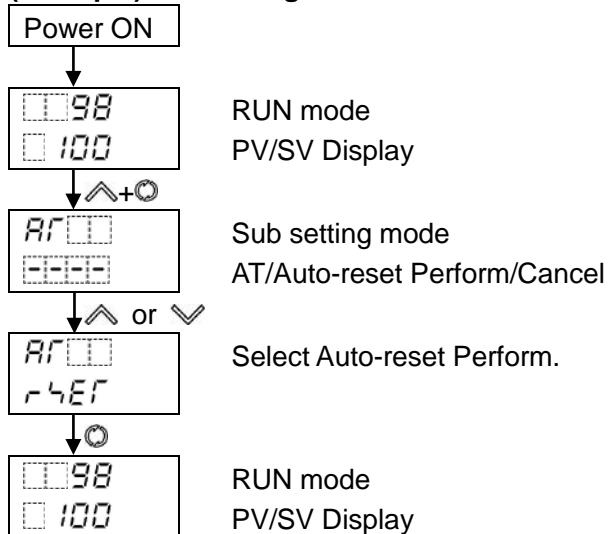 Power ON
98
RUN mode
100
PV/SV Display
+
AT
Sub setting mode
----
AT/Auto-reset Perform/Cancel
or
AT
Select Auto-reset Perform.
rSET
98
RUN mode
100
PV/SV Display